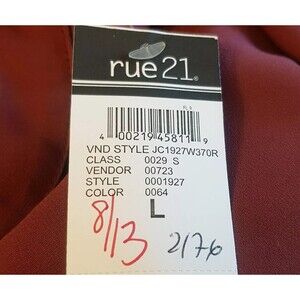 rue21®
R S
4 00219 45811 9
VND STYLE JC1927W370R
CLASS 0029 S
VENDOR 00723
STYLE 0001927
COLOR 0064
L
8/13
2176